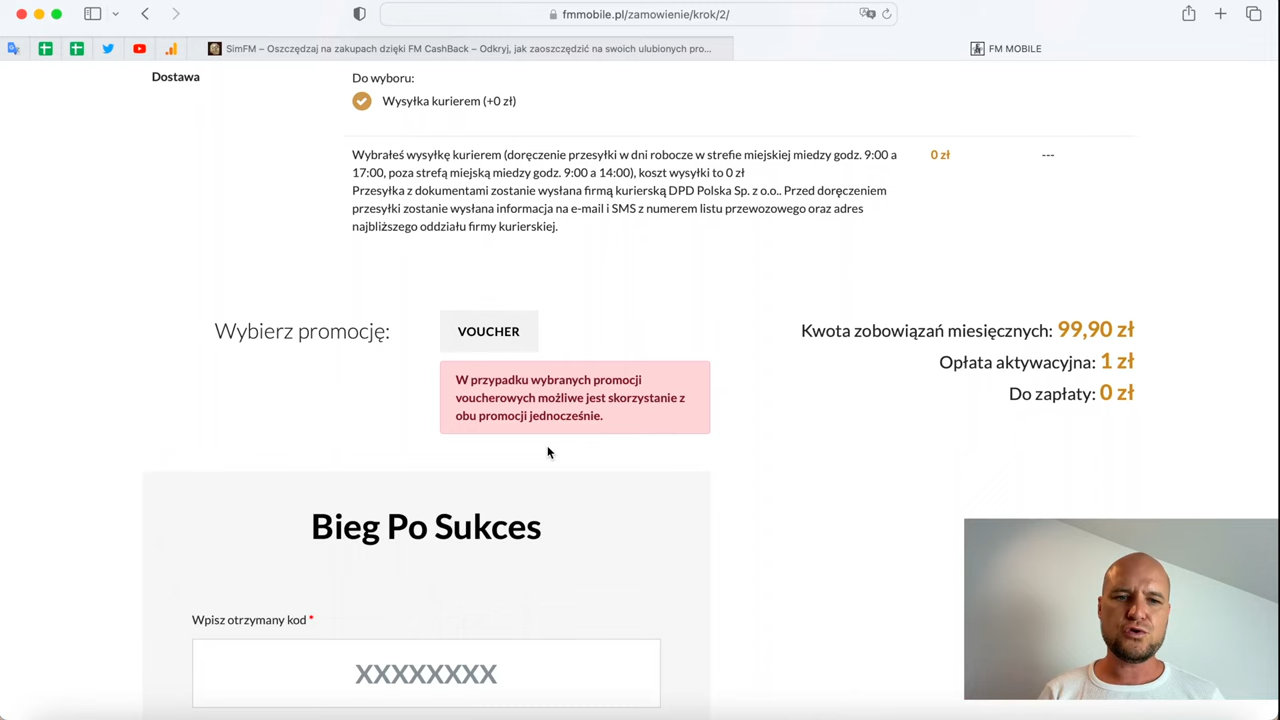 fmmobile.pl/zamowienie/krok/2/
SimFM – Oszczędzaj na zakupach dzięki FM CashBack – Odkryj, jak zaoszczędzić na swoich ulubionych pro...
FM MOBILE
Dostawa
Do wyboru:
Wysyłka kurierem (+0 zł)
Wybrałeś wysyłkę kurierem (doręczenie przesyłki w dni robocze w strefie miejskiej miedzy godz. 9:00 a
17:00, poza strefą miejską miedzy godz. 9:00 a 14:00), koszt wysyłki to 0 zł
Przesyłka z dokumentami zostanie wysłana firmą kurierską DPD Polska Sp. z o.o.. Przed doręczeniem
przesyłki zostanie wysłana informacja na e-mail i SMS z numerem listu przewozowego oraz adres
najbliższego oddziału firmy kurierskiej.
0 zł
---
Wybierz promocję:
VOUCHER
W przypadku wybranych promocji
voucherowych możliwe jest skorzystanie z
obu promocji jednocześnie.
Kwota zobowiązań miesięcznych: 99,90 zł
Opłata aktywacyjna: 1 zł
Do zapłaty: 0 zł
Bieg Po Sukces
Wpisz otrzymany kod *
XXXXXXXX